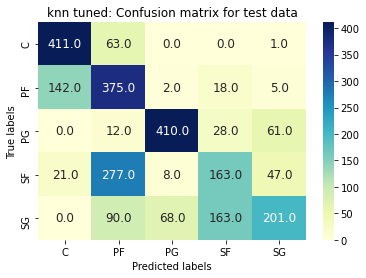 knn tuned: Confusion matrix for test data
C 411.0 63.0 0.0 0.0 1.0 400
PF 142.0 375.0 2.0 18.0 5.0 350
300
PG 0.0 12.0 410.0 28.0 61.0 250
True labels
200
SF 21.0 277.0 8.0 163.0 47.0 150
100
SG 0.0 90.0 68.0 163.0 201.0 50
0
C PF PG SF SG
Predicted labels